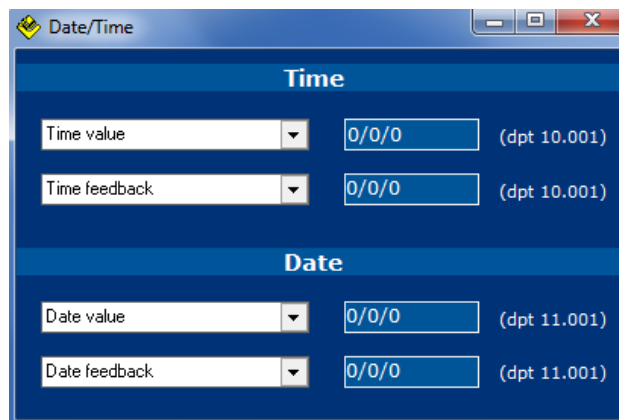 Date/Time
Time
Time value 0/0/0 (dpt 10.001)
Time feedback 0/0/0 (dpt 10.001)
Date
Date value 0/0/0 (dpt 11.001)
Date feedback 0/0/0 (dpt 11.001)